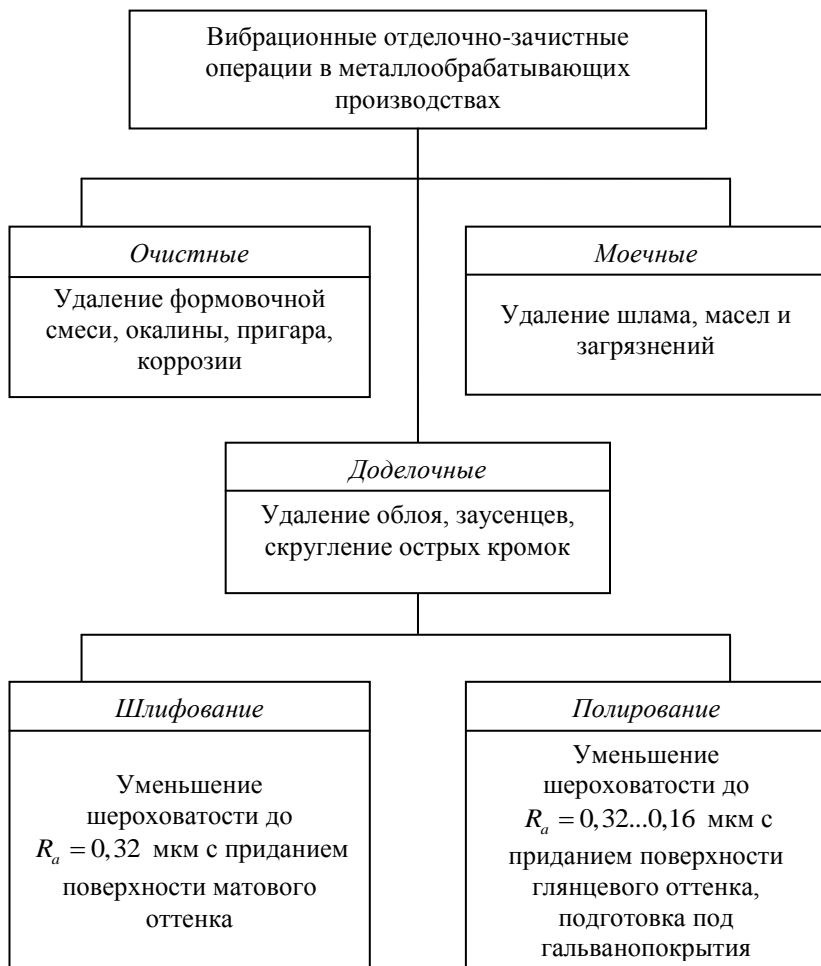 Вибрационные отделочно-зачистные
операции в металлообрабатывающих
производствах
Очистные
Удаление формовочной
смеси, окалины, пригара,
коррозии
Моечные
Удаление шлама, масел и
загрязнений
Доделочные
Удаление облоя, заусенцев,
скругление острых кромок
Шлифование
Уменьшение
шероховатости до
Rₐ = 0,32 мкм с приданием
поверхности матового
оттенка
Полирование
Уменьшение
шероховатости до
Rₐ = 0,32...0,16 мкм с
приданием поверхности
глянцевого оттенка,
подготовка под
гальванопокрытия